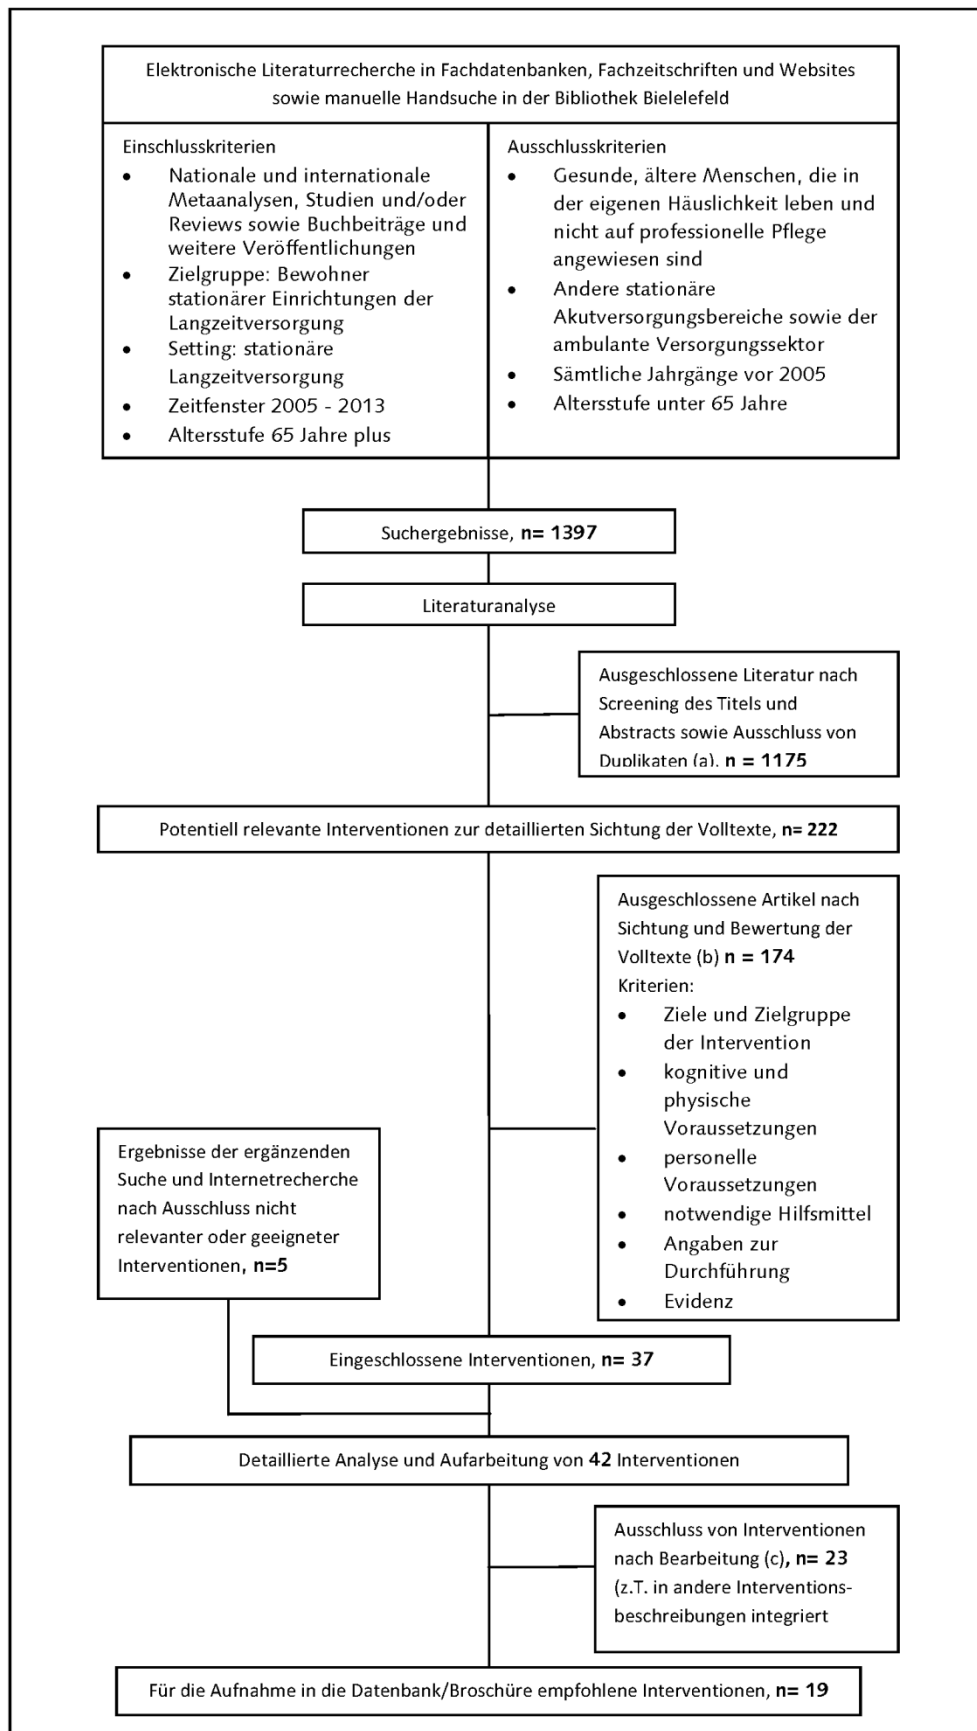 Elektronische Literaturrecherche in Fachdatenbanken, Fachzeitschriften und Websites
sowie manuelle Handsuche in der Bibliothek Bielelefeld
Einschlusskriterien
• Nationale und internationale
Metaanalysen, Studien und/oder
Reviews sowie Buchbeiträge und
weitere Veröffentlichungen
• Zielgruppe: Bewohner
stationärer Einrichtungen der
Langzeitversorgung
• Setting: stationäre
Langzeitversorgung
• Zeitfenster 2005 - 2013
• Altersstufe 65 Jahre plus
Ausschlusskriterien
• Gesunde, ältere Menschen, die in
der eigenen Häuslichkeit leben und
nicht auf professionelle Pflege
angewiesen sind
• Andere stationäre
Akutversorgungsbereiche sowie der
ambulante Versorgungssektor
• Sämtliche Jahrgänge vor 2005
• Altersstufe unter 65 Jahre
Suchergebnisse, n= 1397
Literaturanalyse
Ausgeschlossene Literatur nach
Screening des Titels und
Abstracts sowie Ausschluss von
Duplikaten (a). n = 1175
Potentiell relevante Interventionen zur detaillierten Sichtung der Volltexte, n= 222
Ausgeschlossene Artikel nach
Sichtung und Bewertung der
Volltexte (b) n = 174
Kriterien:
• Ziele und Zielgruppe
der Intervention
• kognitive und
physische
Voraussetzungen
• personelle
Voraussetzungen
• notwendige Hilfsmittel
• Angaben zur
Durchführung
• Evidenz
Ergebnisse der ergänzenden
Suche und Internetrecherche
nach Ausschluss nicht
relevanter oder geeigneter
Interventionen, n=5
Eingeschlossene Interventionen, n= 37
Detaillierte Analyse und Aufarbeitung von 42 Interventionen
Ausschluss von Interventionen
nach Bearbeitung (c), n= 23
(z.T. in andere Interventions-
beschreibungen integriert
Für die Aufnahme in die Datenbank/Broschüre empfohlene Interventionen, n= 19